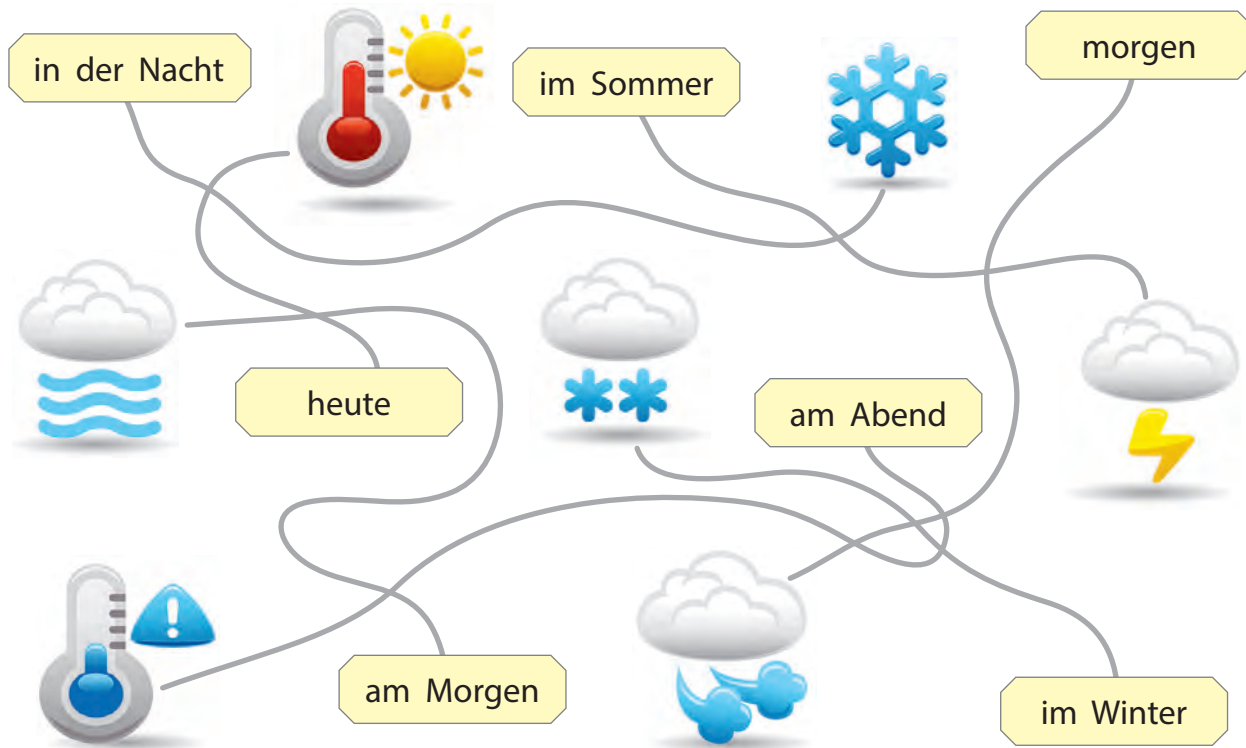 in der Nacht
im Sommer
morgen
heute
am Abend
am Morgen
im Winter